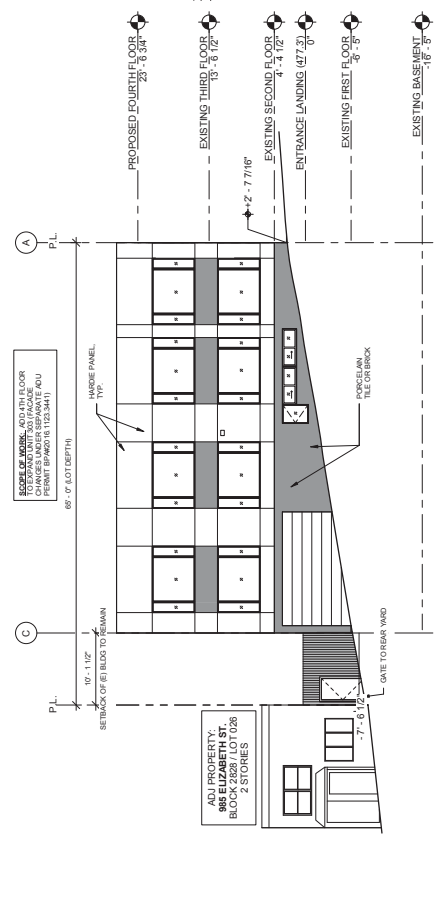 PROPOSED FOURTH FLOOR
23' - 6 3/4"
EXISTING THIRD FLOOR
13' - 6 1/2"
EXISTING SECOND FLOOR
4' - 4 1/2"
ENTRANCE LANDING (477.3')
0"
EXISTING FIRST FLOOR
-6' - 5"
EXISTING BASEMENT
-16' - 5"
+2' - 7 7/16"
A
P.L.
SCOPE OF WORK: ADD 4TH FLOOR
TO EXPAND UNIT 303 (FACADE
CHANGES UNDER SEPARATE ADU
PERMIT BPA#2016.1123.3441)
65' - 0" (LOT DEPTH)
HARDIE PANEL,
TYP.
PORCELAIN
TILE OR BRICK
C
10' - 1 1/2"
SETBACK OF (E) BLDG TO REMAIN
P.L.
GATE TO REAR YARD
- 7' - 6 1/2"
ADJ PROPERTY:
985 ELIZABETH ST.
BLOCK 2828 / LOT 026
2 STORIES